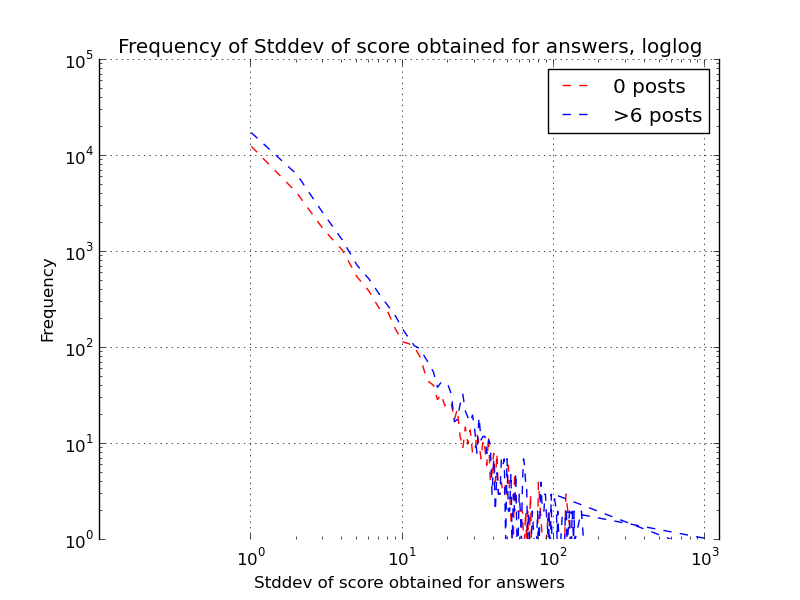 Frequency of Stddev of score obtained for answers, loglog
10^5
10^4
10^3
10^2
10^1
10^0
Frequency
0 posts
>6 posts
10^0 10^1 10^2 10^3
Stddev of score obtained for answers